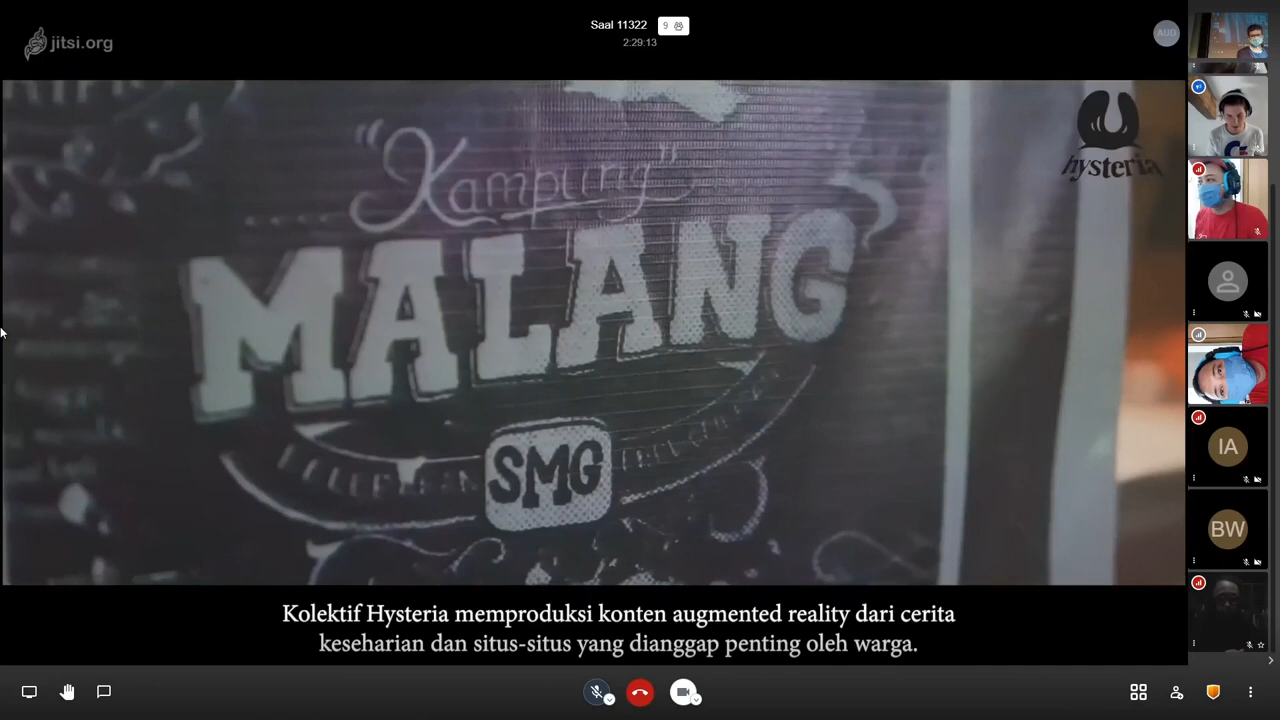 jitsi.org
Saal 11322
9
2:29:13
AUD
hysteria
"Kampung"
MALANG
SMG
Kolektif Hysteria memproduksi konten augmented reality dari cerita
keseharian dan situs-situs yang dianggap penting oleh warga.
IA
BW